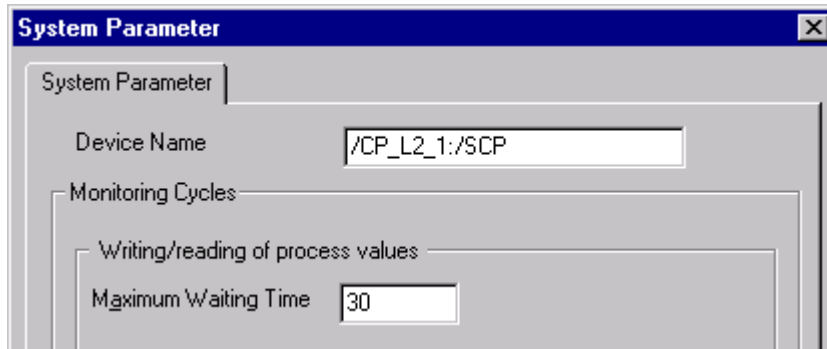 System Parameter
System Parameter
Device Name /CP_L2_1:/SCP
Monitoring Cycles
Writing/reading of process values
Maximum Waiting Time 30